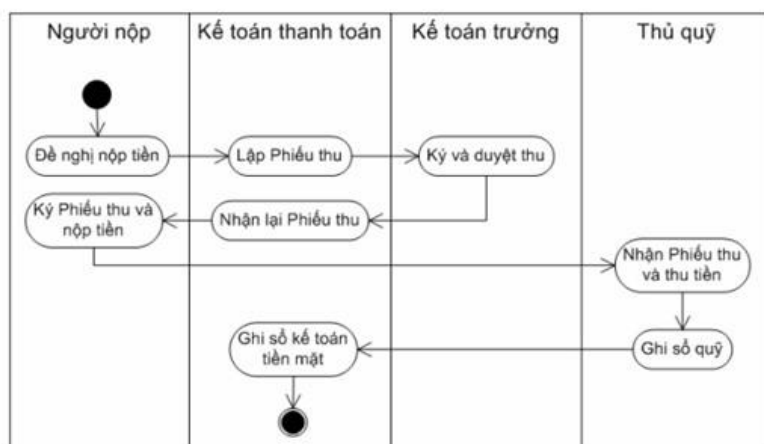 Người nộp
Kế toán thanh toán
Kế toán trưởng
Thủ quỹ
Đề nghị nộp tiền
Lập Phiếu thu
Ký và duyệt thu
Ký Phiếu thu và
nộp tiền
Nhận lại Phiếu thu
Nhận Phiếu thu
và thu tiền
Ghi sổ kế toán
tiền mặt
Ghi sổ quỹ